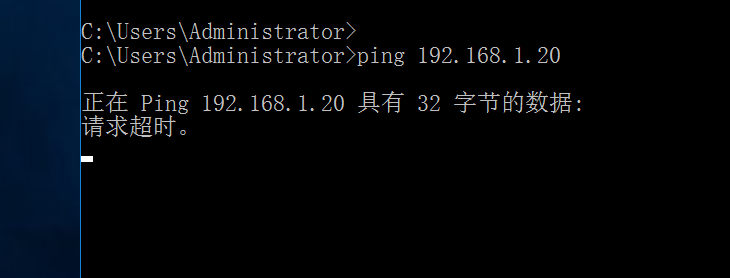 C:\Users\Administrator>
C:\Users\Administrator>ping 192.168.1.20
正在 Ping 192.168.1.20 具有 32 字节的数据:
请求超时。